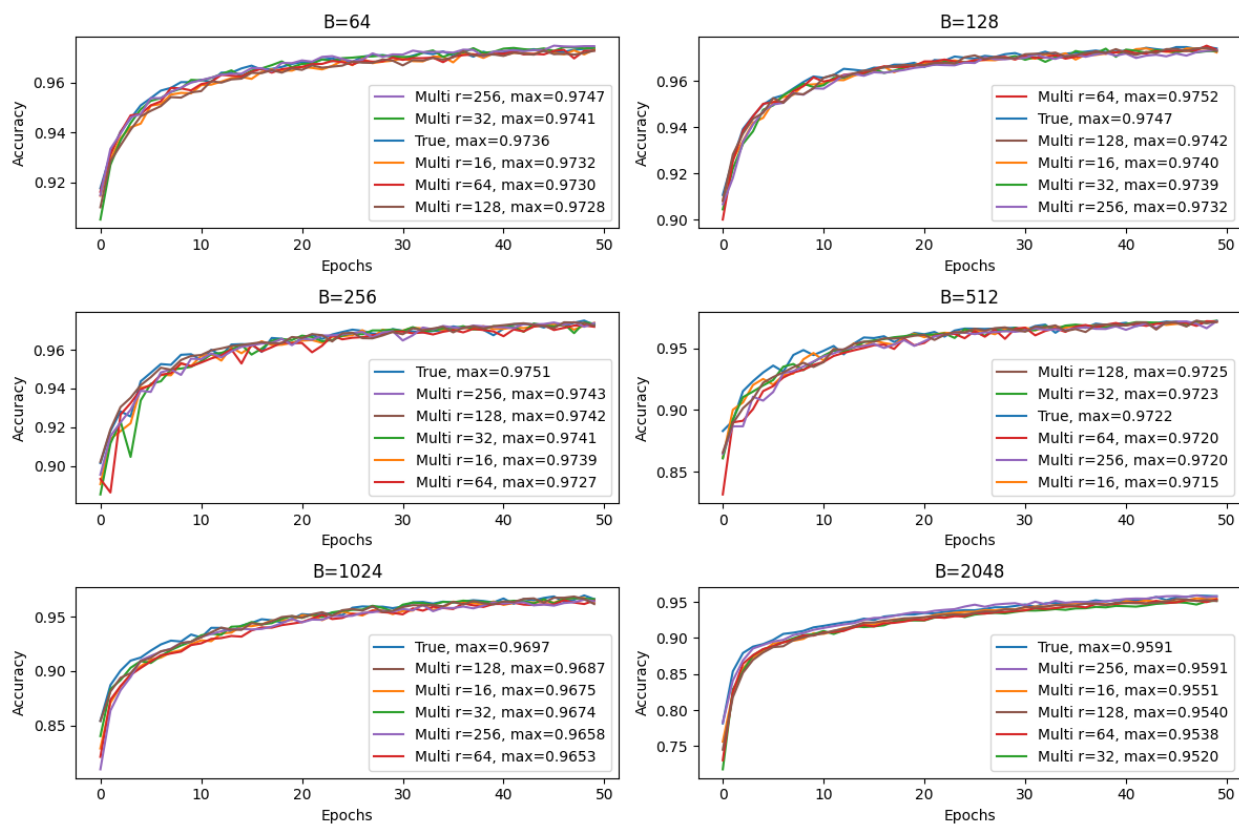 B=64
Accuracy
0.96
0.94
0.92
Multi r=256, max=0.9747
Multi r=32, max=0.9741
True, max=0.9736
Multi r=16, max=0.9732
Multi r=64, max=0.9730
Multi r=128, max=0.9728
0 10 20 30 40 50
Epochs
B=128
Accuracy
0.96
0.94
0.92
0.90
Multi r=64, max=0.9752
True, max=0.9747
Multi r=128, max=0.9742
Multi r=16, max=0.9740
Multi r=32, max=0.9739
Multi r=256, max=0.9732
0 10 20 30 40 50
Epochs
B=256
Accuracy
0.96
0.94
0.92
0.90
True, max=0.9751
Multi r=256, max=0.9743
Multi r=128, max=0.9742
Multi r=32, max=0.9741
Multi r=16, max=0.9739
Multi r=64, max=0.9727
0 10 20 30 40 50
Epochs
B=512
Accuracy
0.95
0.90
0.85
Multi r=128, max=0.9725
Multi r=32, max=0.9723
True, max=0.9722
Multi r=64, max=0.9720
Multi r=256, max=0.9720
Multi r=16, max=0.9715
0 10 20 30 40 50
Epochs
B=1024
Accuracy
0.95
0.90
0.85
True, max=0.9697
Multi r=128, max=0.9687
Multi r=16, max=0.9675
Multi r=32, max=0.9674
Multi r=256, max=0.9658
Multi r=64, max=0.9653
0 10 20 30 40 50
Epochs
B=2048
Accuracy
0.95
0.90
0.85
0.80
0.75
True, max=0.9591
Multi r=256, max=0.9591
Multi r=16, max=0.9551
Multi r=128, max=0.9540
Multi r=64, max=0.9538
Multi r=32, max=0.9520
0 10 20 30 40 50
Epochs